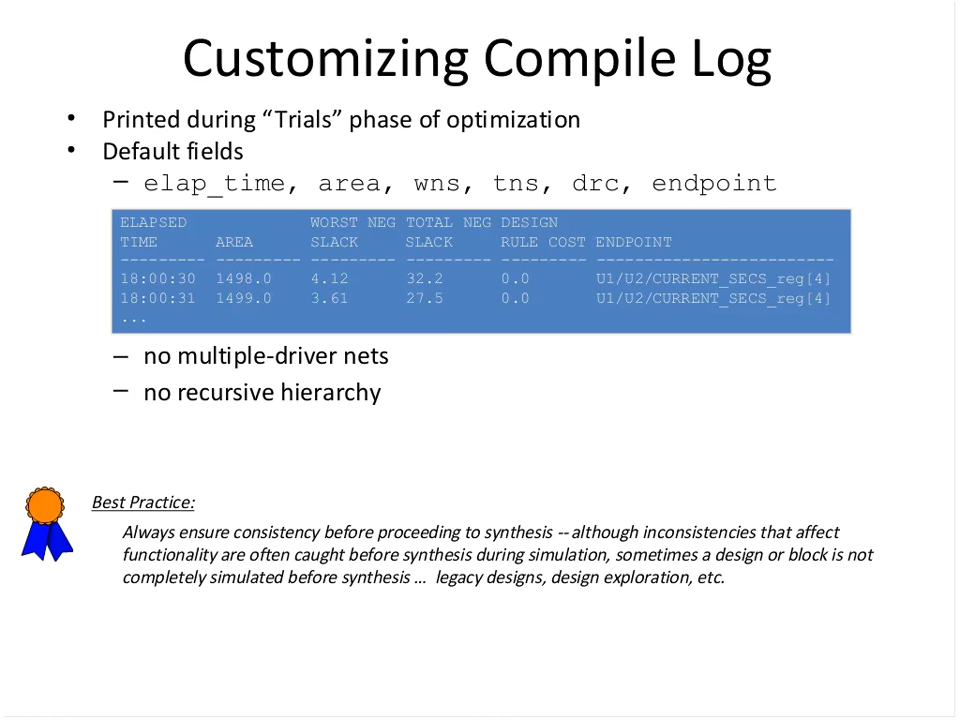 Customizing Compile Log
• Printed during “Trials” phase of optimization
• Default fields
– elap_time, area, wns, tns, drc, endpoint
ELAPSED             WORST NEG TOTAL NEG DESIGN
TIME      AREA      SLACK     SLACK     RULE COST ENDPOINT
--------- --------- --------- --------- --------- -------------------------
18:00:30  1498.0    4.12      32.2      0.0       U1/U2/CURRENT_SECS_reg[4]
18:00:31  1499.0    3.61      27.5      0.0       U1/U2/CURRENT_SECS_reg[4]
...
– no multiple-driver nets
– no recursive hierarchy
Best Practice:
Always ensure consistency before proceeding to synthesis -- although inconsistencies that affect
functionality are often caught before synthesis during simulation, sometimes a design or block is not
completely simulated before synthesis … legacy designs, design exploration, etc.